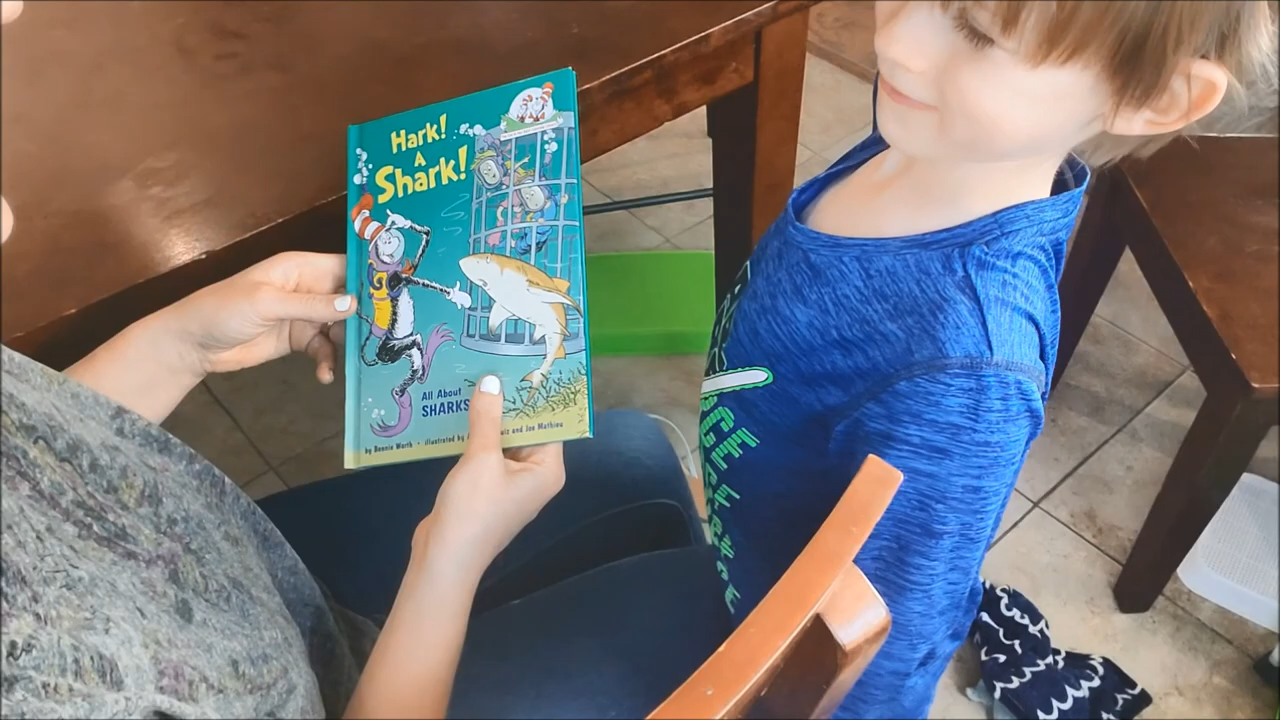 Hark!
A
Shark!
All About
SHARKS
by Bonnie Worth • illustrated by and Joe Mathieu